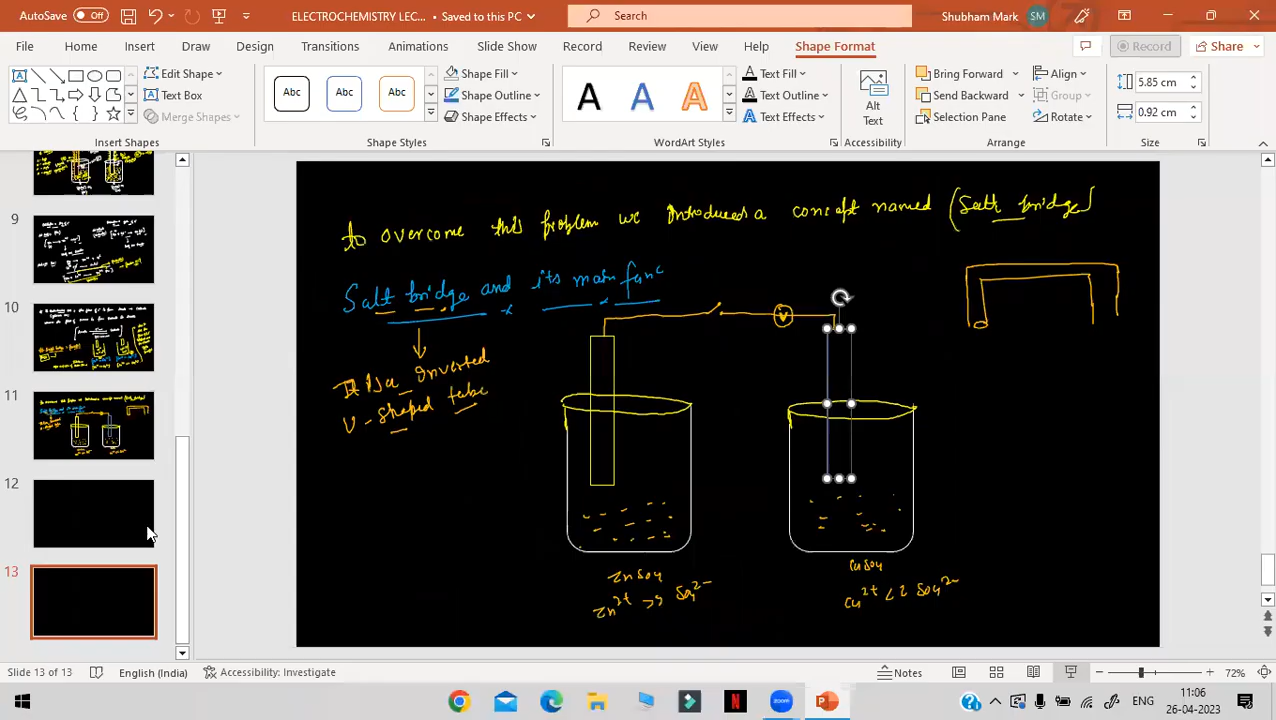 AutoSave Off ELECTROCHEMISTRY LEC... - Saved to this PC Search Shubham Mark SM
File Home Insert Draw Design Transitions Animations Slide Show Record Review View Help Shape Format Record Share
Edit Shape Text Box Merge Shapes
Insert Shapes
Abc Abc Abc
Shape Fill Shape Outline Shape Effects
Shape Styles
A A A
Text Fill Text Outline Text Effects
WordArt Styles
Alt Text
Accessibility
Bring Forward Send Backward Selection Pane Align Group Rotate
Arrange
5.85 cm
0.92 cm
Size
9
10
11
12
13
to overcome this problem we introduced a concept named (Salt bridge)
Salt bridge and its main func
It is a inverted
U-shaped tube
V
ZnSO4
CuSO4
Slide 13 of 13 English (India) Accessibility: Investigate Notes 72%
zoom ENG 11:06
26-04-2023